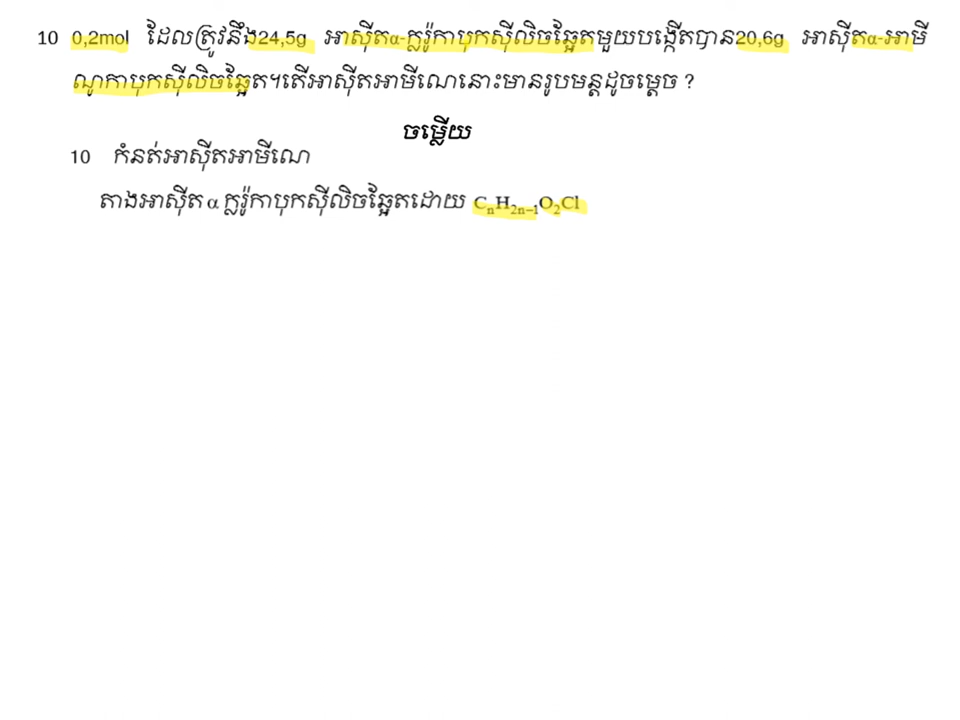 10 0,2mol ដែលត្រូវនឹង24,5g អាស៊ីតα-ក្លរ៉ូកាបុកស៊ីលិចឆ្អែតមួយបង្កើតបាន20,6g អាស៊ីតα-អាមី
ណូកាបុកស៊ីលិចឆ្អែត។តើអាស៊ីតអាមីណេនោះមានរូបមន្តដូចម្តេច ?
ចម្លើយ
10 កំនត់អាស៊ីតអាមីណេ
តាងអាស៊ីត α ក្លរ៉ូកាបុកស៊ីលិចឆ្អែតដោយ CₙH₂ₙ₋₁O₂Cl